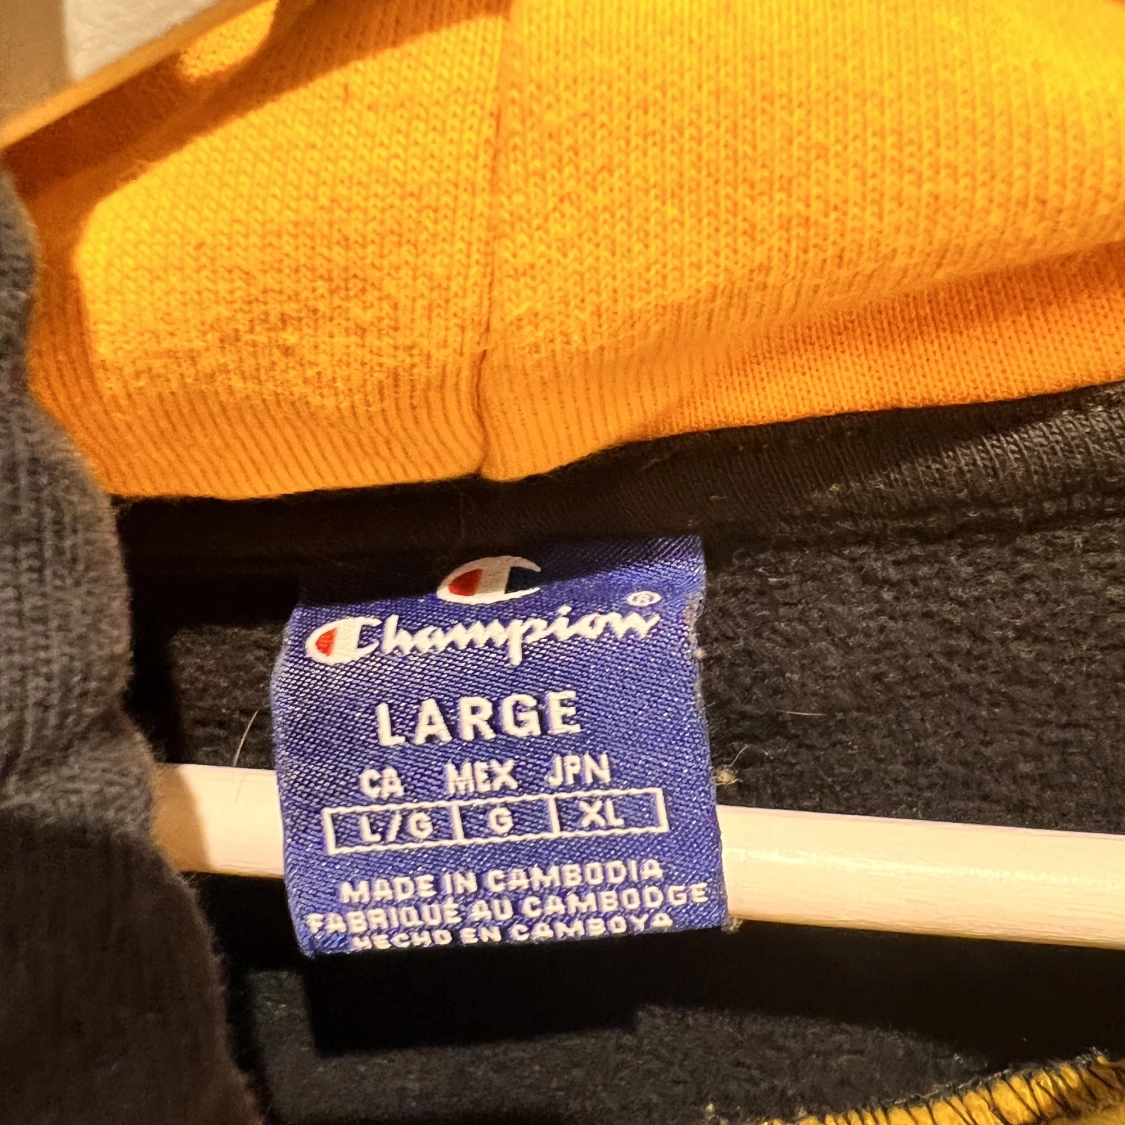 Champion®
LARGE
CA MEX JPN
L/G G XL
MADE IN CAMBODIA
FABRIQUÉ AU CAMBODGE
HECHO EN CAMBOYA